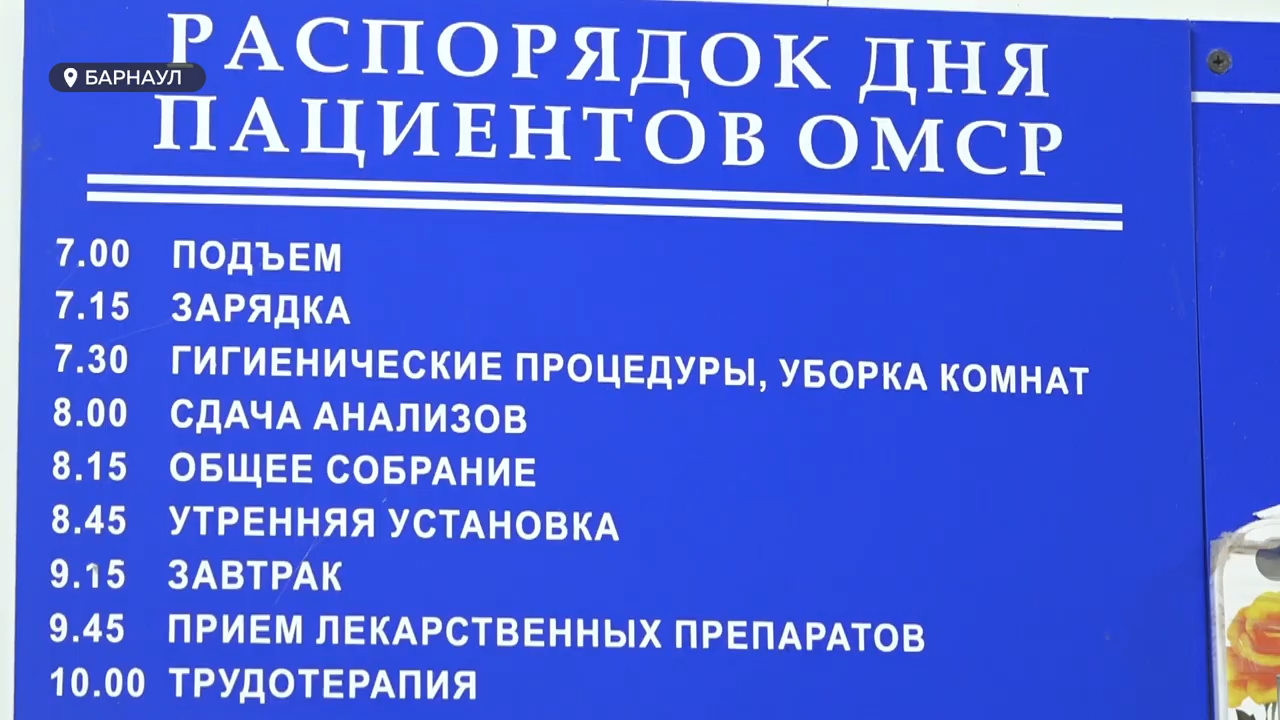 БАРНАУЛ
РАСПОРЯДОК ДНЯ
ПАЦИЕНТОВ ОМСР
7.00 ПОДЪЕМ
7.15 ЗАРЯДКА
7.30 ГИГИЕНИЧЕСКИЕ ПРОЦЕДУРЫ, УБОРКА КОМНАТ
8.00 СДАЧА АНАЛИЗОВ
8.15 ОБЩЕЕ СОБРАНИЕ
8.45 УТРЕННЯЯ УСТАНОВКА
9.15 ЗАВТРАК
9.45 ПРИЕМ ЛЕКАРСТВЕННЫХ ПРЕПАРАТОВ
10.00 ТРУДОТЕРАПИЯ